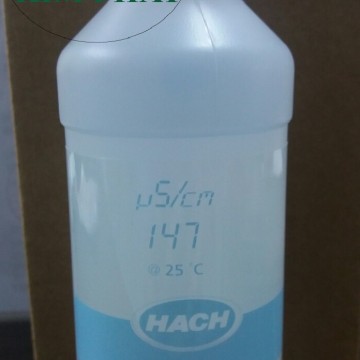 µS/cm
147
@ 25 °C
HACH